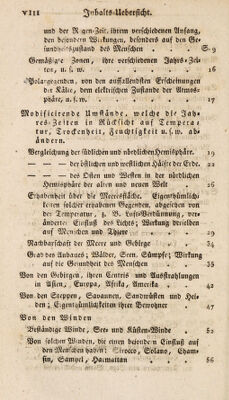 VIII Inhalts-Uebersicht.
und der Regen-Zeit, ihrem verschiedenen Anfang,
den besondern Wirkungen, besonders auf den Ge-
sundheitszustand des Menschen S. 9
Gemäßigte Zonen, ihre verschiedenen Jahrs-Zei-
ten, u. s. w. 16
Polargegenden, von den auffallendsten Erscheinungen
der Kälte, dem elektrischen Zustande der Atmos-
phäre u. s. w. 17
Modificirende Umstände, welche die Jah-
res-Zeiten in Rücksicht auf Tempera-
tur, Trockenheit, Feuchtigkeit u. s. w.
abändern.
Vergleichung der südlichen und nördlichen Hemisphäre. 19
— — — der östlichen und westlichen Hälfte der Erde. 22
— — — des Osten und Westen in der nördlichen
Hemisphäre der alten und neuen Welt 26
Erhabenheit über die Meeresfläche. Eigenthümlich-
keiten solcher erhabenen Gegenden, abgesehen von
der Temperatur, z. B. Luft-Verdünnung, ver-
änderter Einfluß des Lichts; Wirkung derselben
auf Menschen und Thiere 29
Nachbarschaft der Meere und Gebirge 34
Grad des Anbaues; Wälder, Seen, Sümpfe; Wirkung
auf die Gesundheit des Menschen 35
Von den Gebirgen, ihren Centris und Ausstrahlungen
in Asien, Europa, Afrika, Amerika 42
Von den Steppen, Savannen, Sandwüsten und Hei-
den; Eigenthümlichkeiten ihrer Bewohner 47
Von den Winden
Beständige Winde, See- und Küsten-Winde 52
Von solchen Winden, die einen besondern Einfluß auf
den Menschen haben: Sirocco, Solano, Cham-
sin, Samyel, Harmattan 56